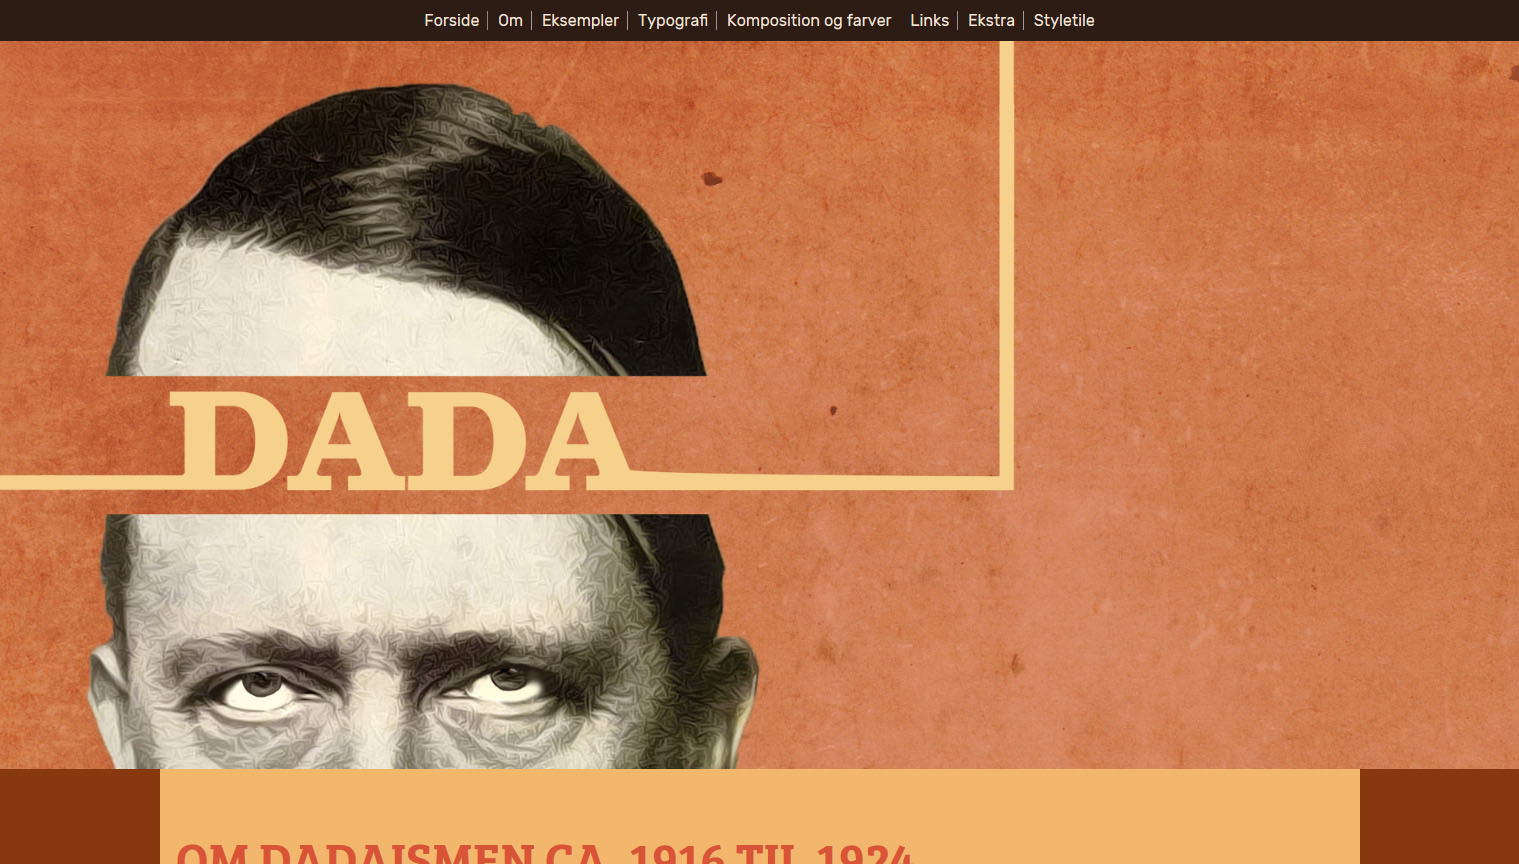 Forside Om Eksempler Typografi Komposition og farver Links Ekstra Styletile
DADA
OM DADAISMEN CA. 1916 TIL 1924